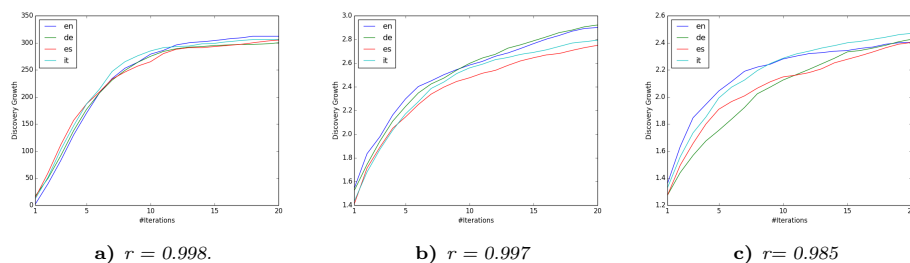 350
300
250
200
150
100
50
0
Discovery Growth
en
de
es
it
1
5
10
15
20
#Iterations
a) r = 0.998.
3.0
2.8
2.6
2.4
2.2
2.0
1.8
1.6
1.4
Discovery Growth
en
de
es
it
1
5
10
15
20
#Iterations
b) r = 0.997
2.6
2.4
2.2
2.0
1.8
1.6
1.4
1.2
Discovery Growth
en
de
es
it
1
5
10
15
#Iterations
c) r= 0.985